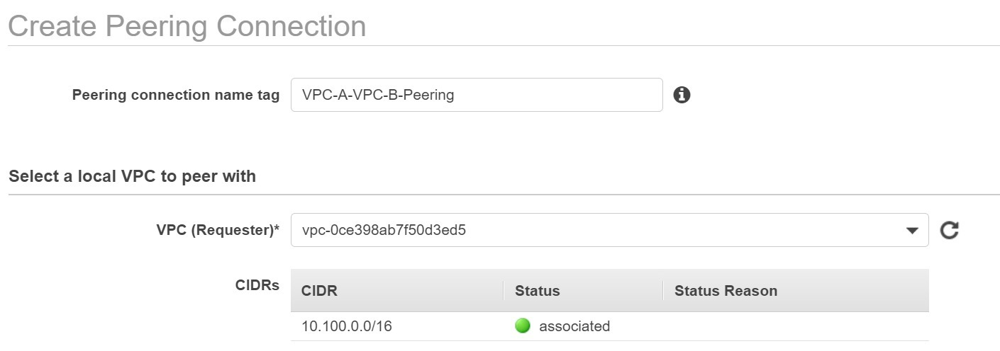 Create Peering Connection
Peering connection name tag VPC-A-VPC-B-Peering
Select a local VPC to peer with
VPC (Requester)* vpc-0ce398ab7f50d3ed5
CIDRs CIDR Status Status Reason
10.100.0.0/16 associated